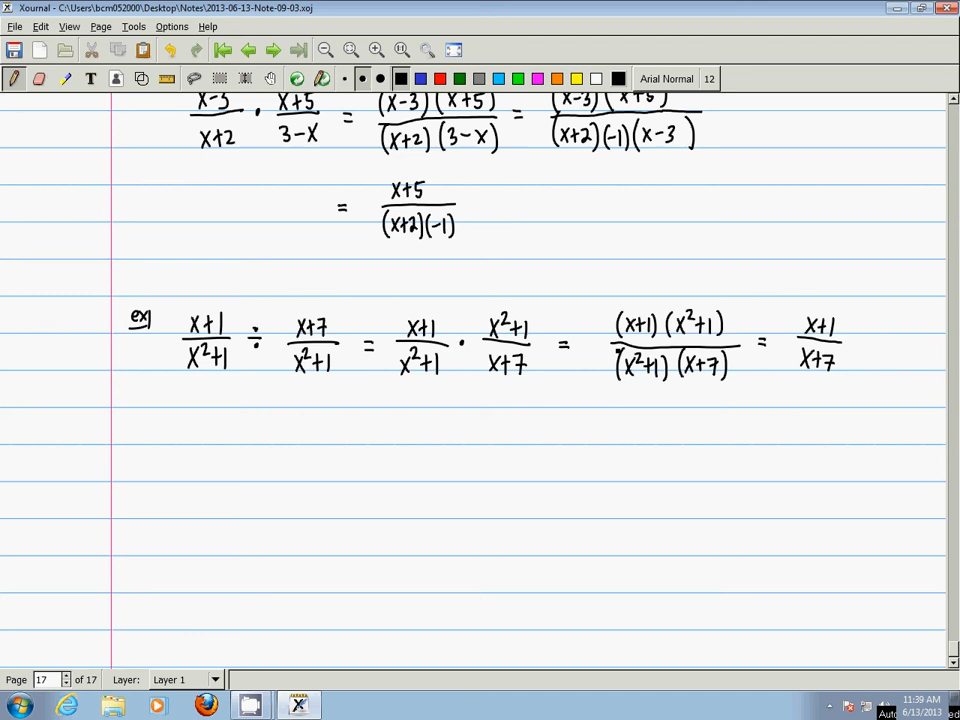 Xournal - C:\Users\bcm052000\Desktop\Notes\2013-06-13-Note-09-03.xoj
File Edit View Page Tools Options Help
Arial Normal 12
x-3/x+2 · x+5/3-x = (x-3)(x+5)/(x+2)(3-x) = (x-3)(x+5)/(x+2)(-1)(x-3)
= x+5/(x+2)(-1)
ex) x+1/x²+1 ÷ x+7/x²+1 = x+1/x²+1 · x²+1/x+7 = (x+1)(x²+1)/(x²+1)(x+7) = x+1/x+7
Page 17 of 17 Layer: Layer 1
11:39 AM
6/13/2013